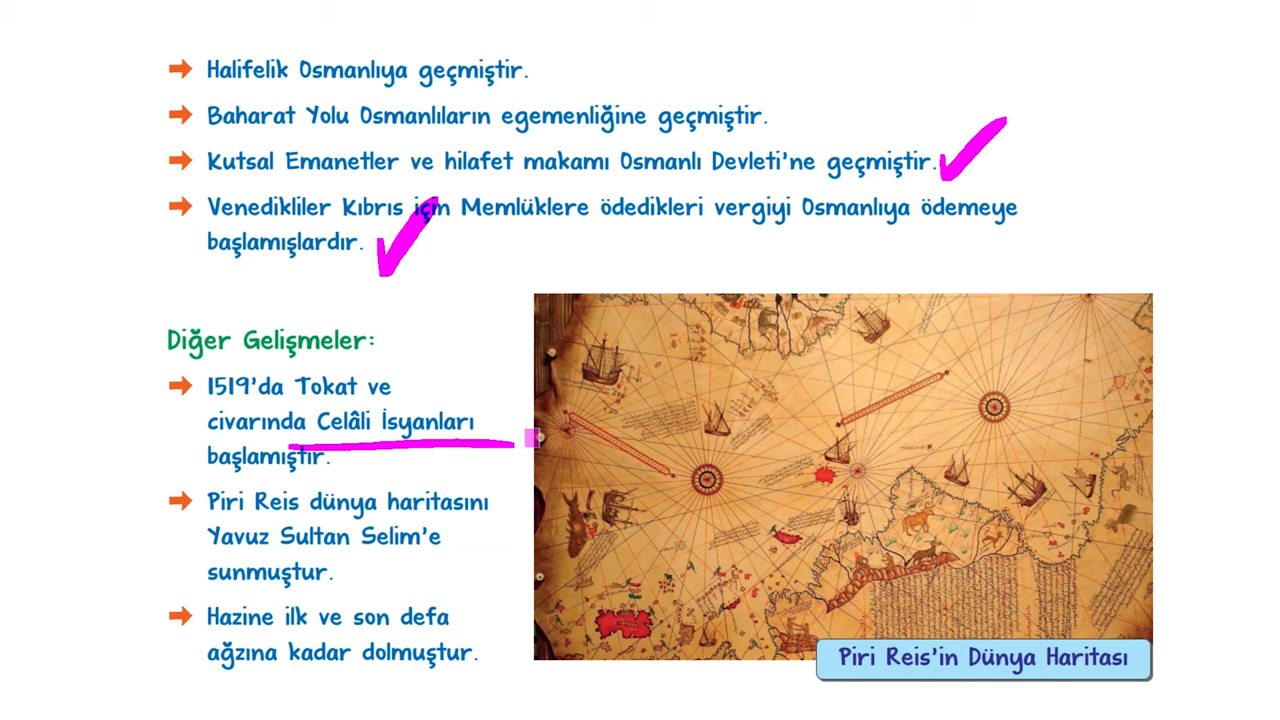 Halifelik Osmanlıya geçmiştir.
Baharat Yolu Osmanlıların egemenliğine geçmiştir.
Kutsal Emanetler ve hilafet makamı Osmanlı Devleti'ne geçmiştir.
Venedikliler Kıbrıs için Memlüklere ödedikleri vergiyi Osmanlıya ödemeye
başlamışlardır.
Diğer Gelişmeler:
1519'da Tokat ve
civarında Celâli İsyanları
başlamıştır.
Piri Reis dünya haritasını
Yavuz Sultan Selim'e
sunmuştur.
Hazine ilk ve son defa
ağzına kadar dolmuştur.
Piri Reis'in Dünya Haritası